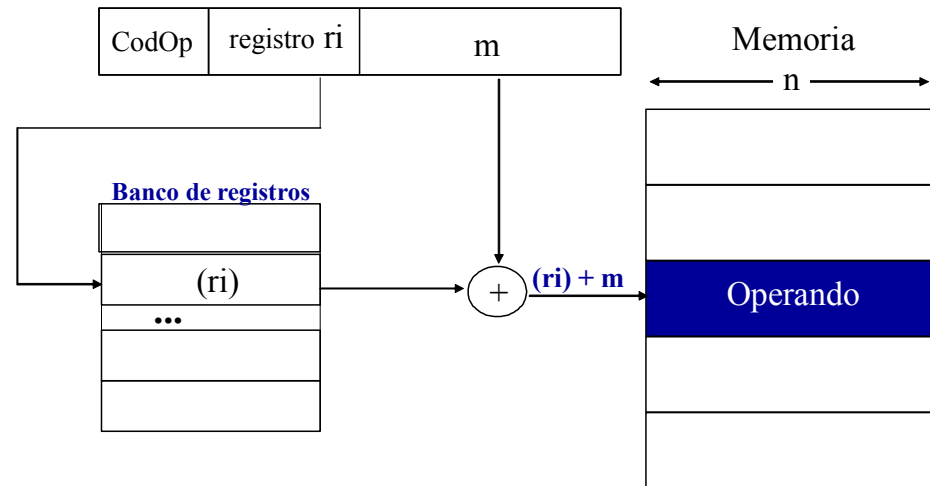 CodOp
registro ri
m
Memoria
n
Banco de registros
(ri)
...
+
(ri) + m
Operando